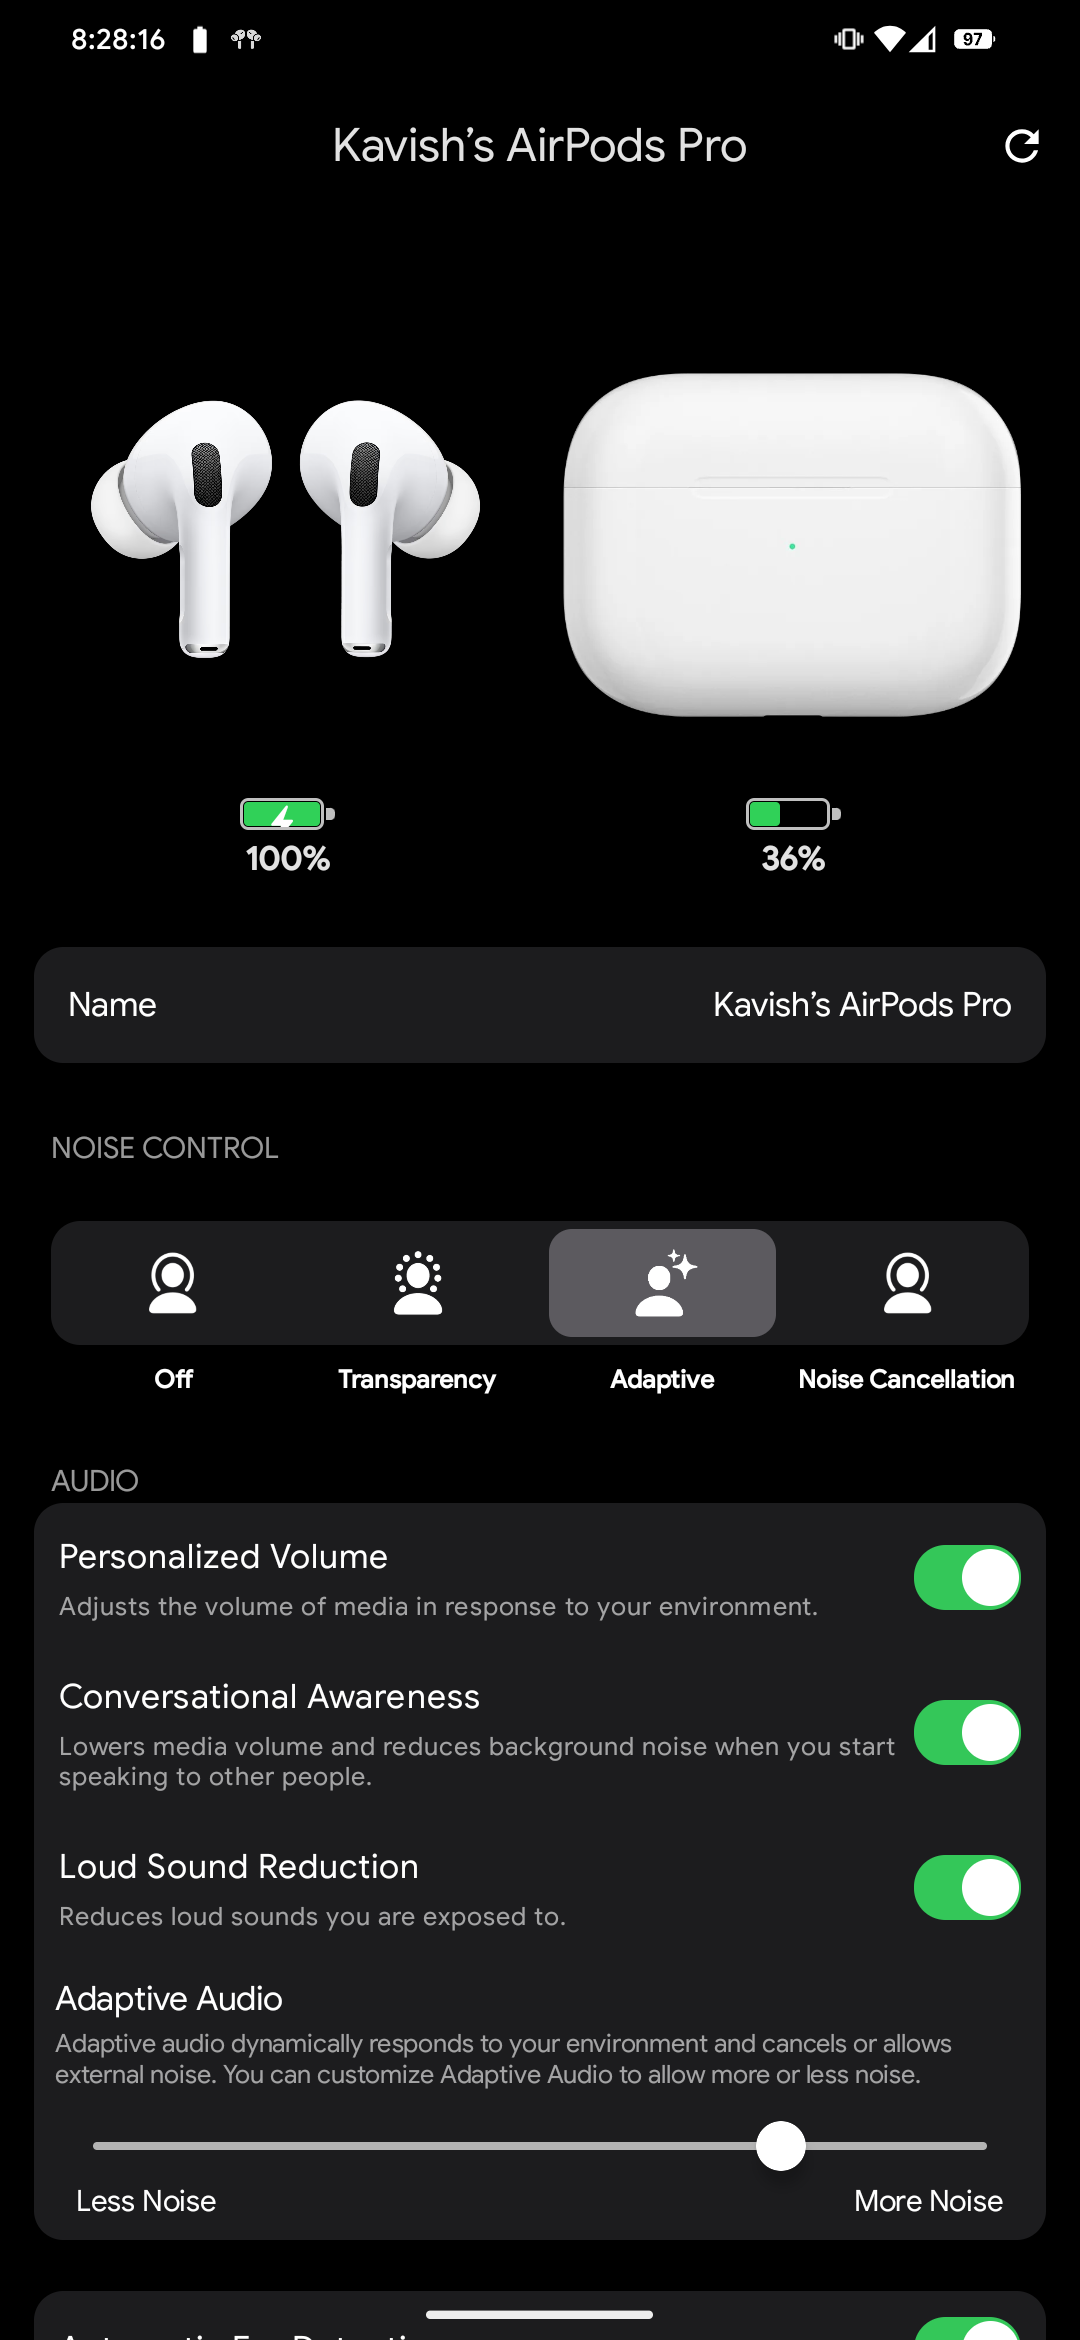 8:28:16
97
Kavish’s AirPods Pro
100%
36%
Name
Kavish’s AirPods Pro
NOISE CONTROL
Off
Transparency
Adaptive
Noise Cancellation
AUDIO
Personalized Volume
Adjusts the volume of media in response to your environment.
Conversational Awareness
Lowers media volume and reduces background noise when you start
speaking to other people.
Loud Sound Reduction
Reduces loud sounds you are exposed to.
Adaptive Audio
Adaptive audio dynamically responds to your environment and cancels or allows
external noise. You can customize Adaptive Audio to allow more or less noise.
Less Noise
More Noise